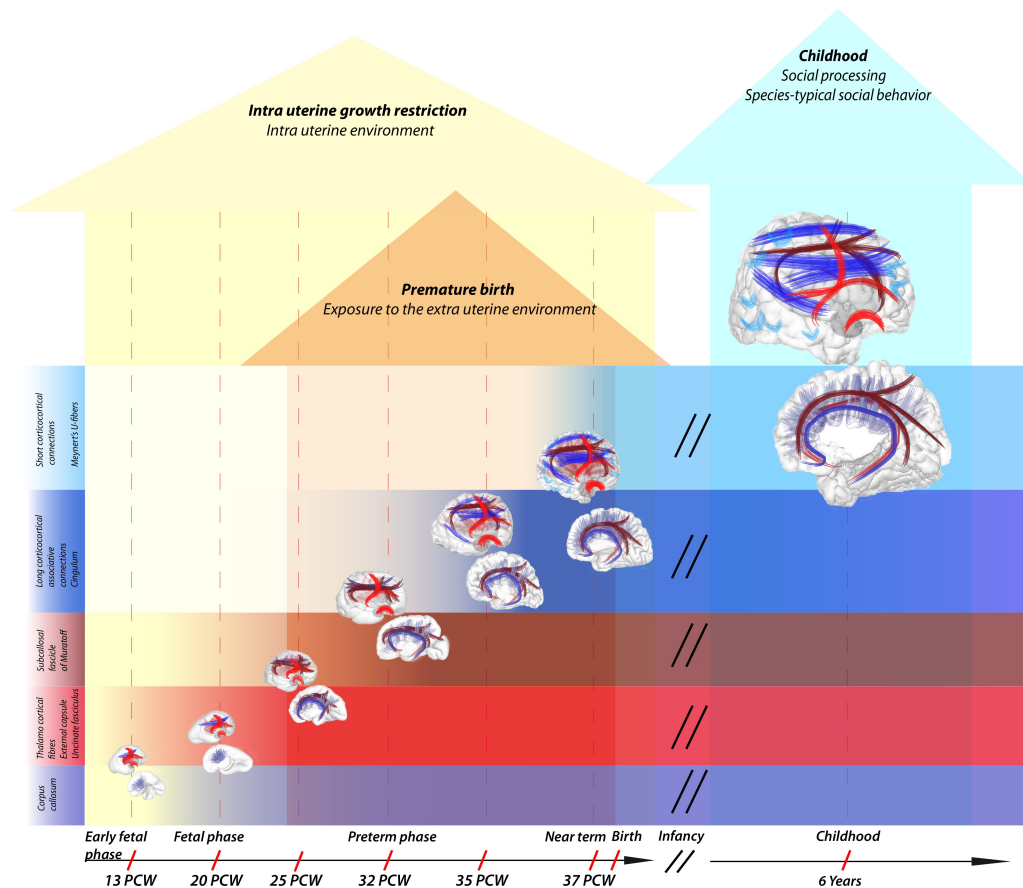 Childhood
Social processing
Species-typical social behavior
Intra uterine growth restriction
Intra uterine environment
Premature birth
Exposure to the extra uterine environment
Short corticocortical
connections
Meynert's U-fibers
Long corticocortical
associative
connections
Cingulum
Subcallosal
fascicle
of Muratoff
Thalamo cortical
fibres
External capsule
Uncinate fasciculus
Corpus
callosum
Early fetal
phase
Fetal phase
Preterm phase
Near term
Birth
Infancy
Childhood
13 PCW
20 PCW
25 PCW
32 PCW
35 PCW
37 PCW
6 Years